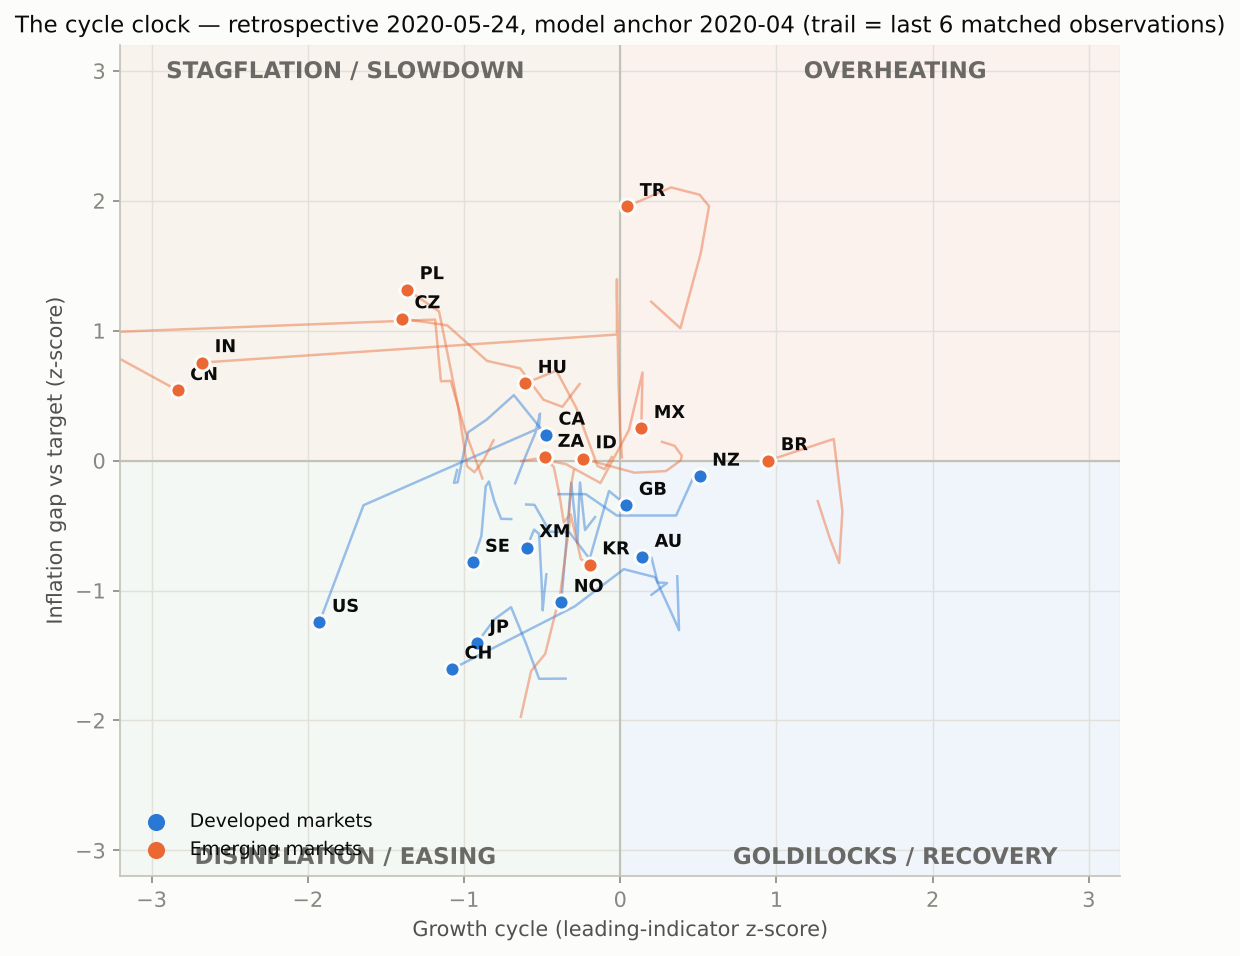 The cycle clock — retrospective 2020-05-24, model anchor 2020-04 (trail = last 6 matched observations)
STAGFLATION / SLOWDOWN
OVERHEATING
3
2
1
0
−1
−2
−3
Inflation gap vs target (z-score)
TR
PL
CZ
IN
CN
HU
CA
MX
ZA
ID
BR
NZ
GB
XM
SE
KR
AU
NO
US
JP
CH
Developed markets
Emerging markets
DISINFLATION / EASING
GOLDILOCKS / RECOVERY
−3
−2
−1
0
1
2
3
Growth cycle (leading-indicator z-score)